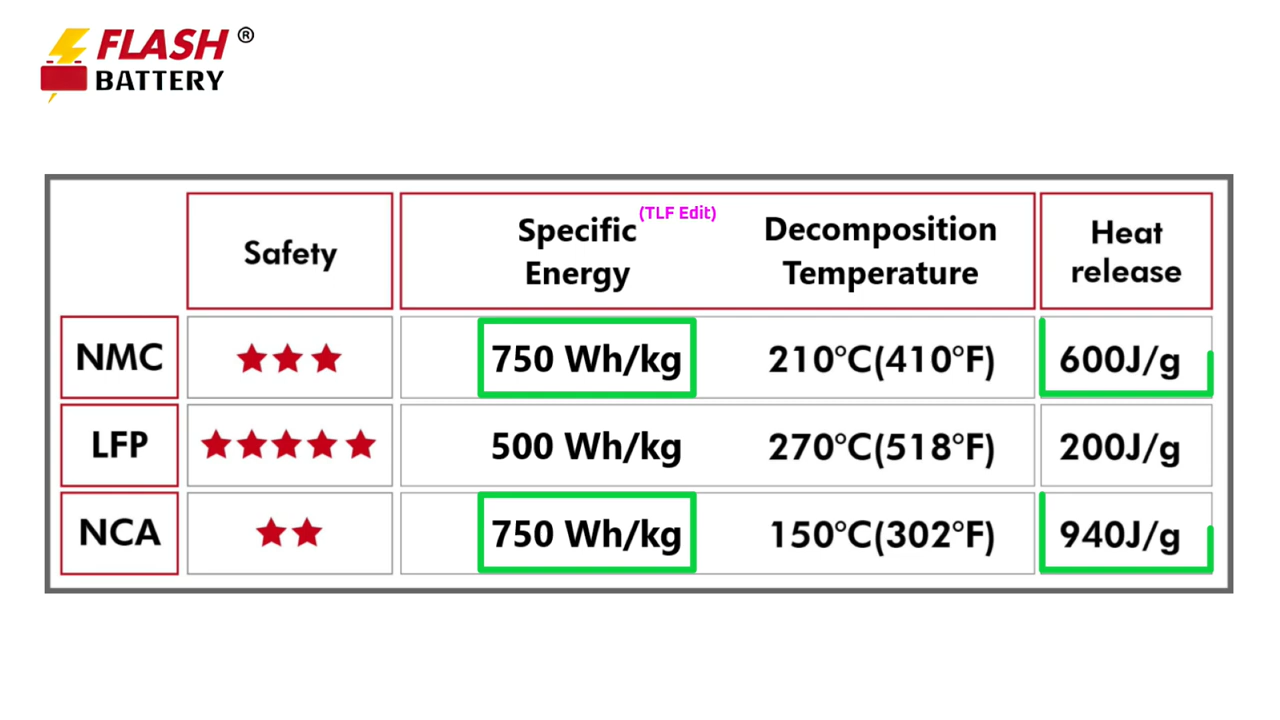 FLASH ®
BATTERY
(TLF Edit)
Safety
Specific
Energy
Decomposition
Temperature
Heat
release
NMC
750 Wh/kg
210°C(410°F)
600J/g
LFP
500 Wh/kg
270°C(518°F)
200J/g
NCA
750 Wh/kg
150°C(302°F)
940J/g